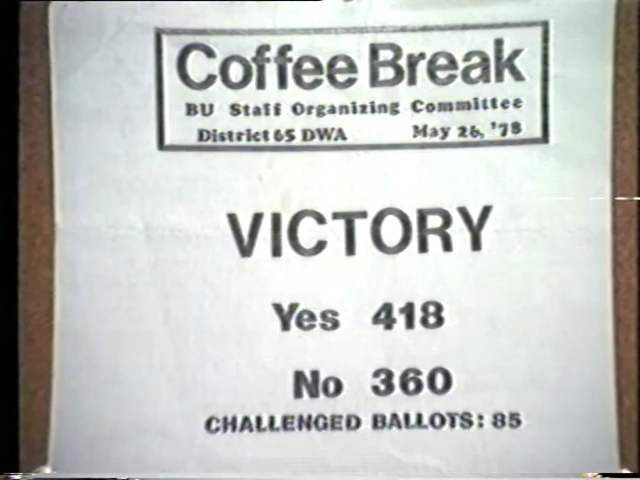 Coffee Break
BU Staff Organizing Committee
District 65 DWA May 26, '78
VICTORY
Yes 418
No 360
CHALLENGED BALLOTS: 85